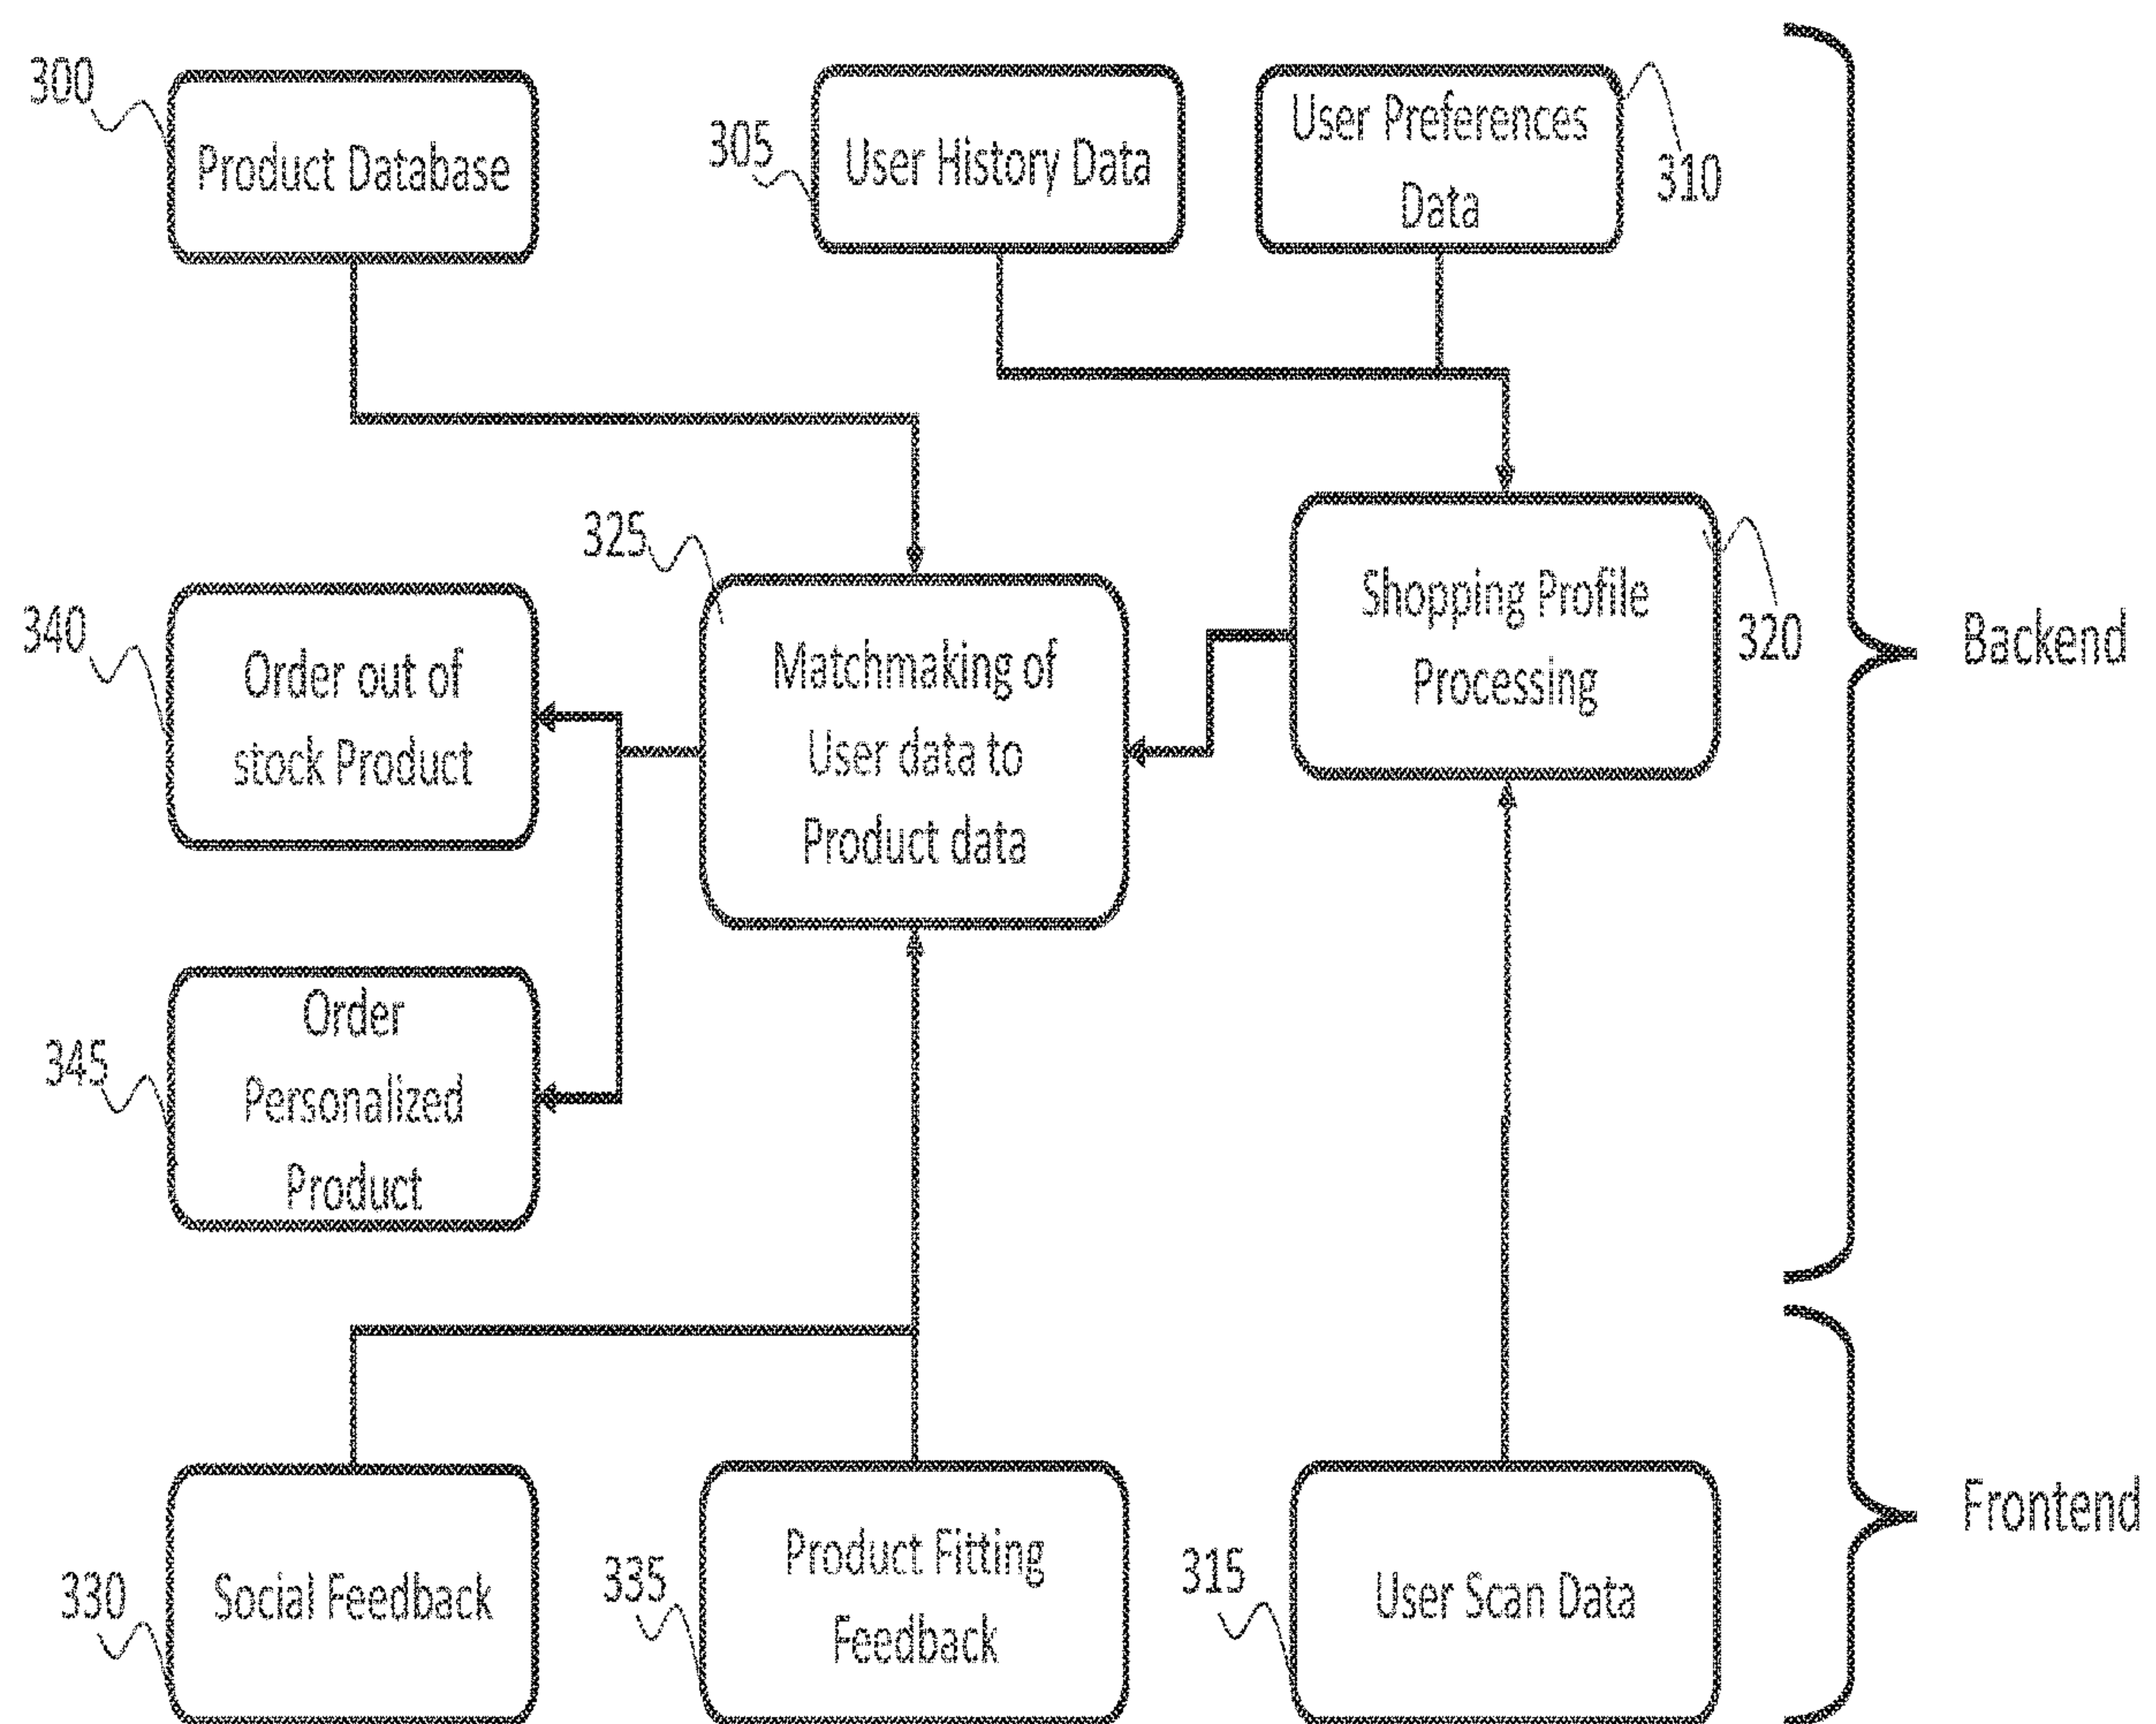 300
Product Database
305
User History Data
User Preferences
Data
310
325
Matchmaking of
User data to
Product data
Shopping Profile
Processing
320
Backend
340
Order out of
stock Product
345
Order
Personalized
Product
330
Social Feedback
335
Product Fitting
Feedback
315
User Scan Data
Frontend